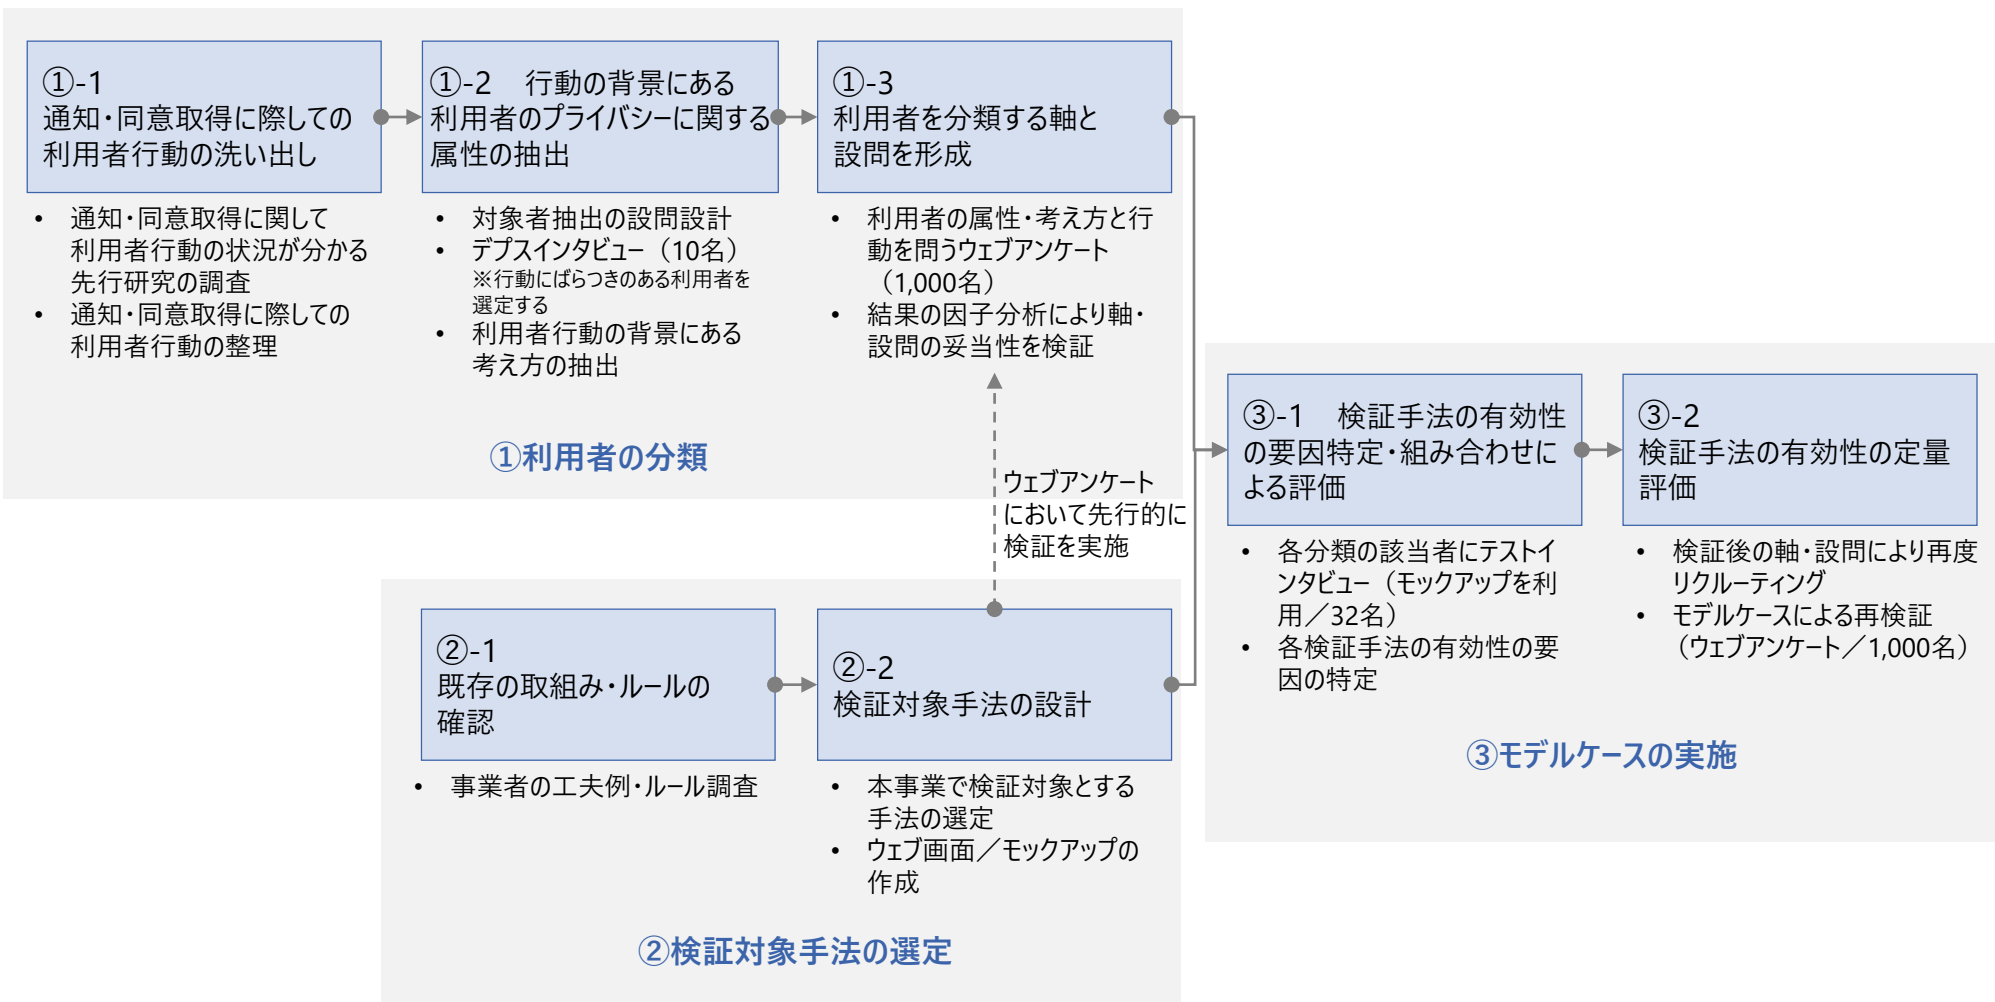 ①-1
通知・同意取得に際しての
利用者行動の洗い出し
• 通知・同意取得に関して
利用者行動の状況が分かる
先行研究の調査
• 通知・同意取得に際しての
利用者行動の整理
①-2　行動の背景にある
利用者のプライバシーに関する
属性の抽出
• 対象者抽出の設問設計
• デプスインタビュー（10名）
※行動にばらつきのある利用者を
選定する
• 利用者行動の背景にある
考え方の抽出
①-3
利用者を分類する軸と
設問を形成
• 利用者の属性・考え方と行
動を問うウェブアンケート
（1,000名）
• 結果の因子分析により軸・
設問の妥当性を検証
①利用者の分類
ウェブアンケート
において先行的に
検証を実施
②-1
既存の取組み・ルールの
確認
• 事業者の工夫例・ルール調査
②-2
検証対象手法の設計
• 本事業で検証対象とする
手法の選定
• ウェブ画面／モックアップの
作成
②検証対象手法の選定
③-1　検証手法の有効性
の要因特定・組み合わせに
よる評価
• 各分類の該当者にテストイ
ンタビュー（モックアップを利
用／32名）
• 各検証手法の有効性の要
因の特定
③-2
検証手法の有効性の定量
評価
• 検証後の軸・設問により再度
リクルーティング
• モデルケースによる再検証
（ウェブアンケート／1,000名）
③モデルケースの実施